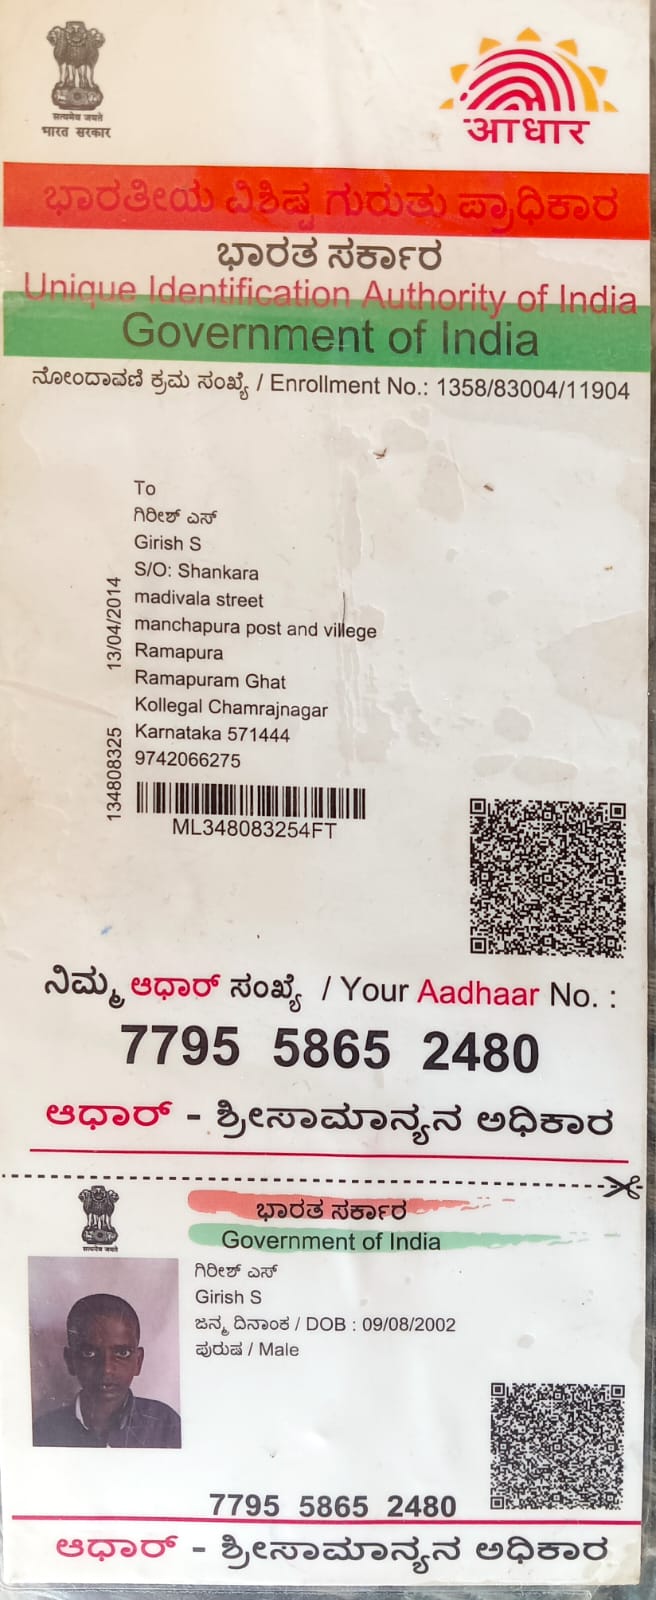 सत्यमेव जयते
भारत सरकार
आधार
ಭಾರತೀಯ ವಿಶಿಷ್ಟ ಗುರುತು ಪ್ರಾಧಿಕಾರ
ಭಾರತ ಸರ್ಕಾರ
Unique Identification Authority of India
Government of India
ನೋಂದಾವಣಿ ಕ್ರಮ ಸಂಖ್ಯೆ / Enrollment No.: 1358/83004/11904
To
ಗಿರೀಶ್ ಎಸ್
Girish S
S/O: Shankara
madivala street
manchapura post and villege
Ramapura
Ramapuram Ghat
Kollegal Chamrajnagar
Karnataka 571444
9742066275
13/04/2014
134808325
ML348083254FT
ನಿಮ್ಮ ಆಧಾರ್ ಸಂಖ್ಯೆ / Your Aadhaar No. :
7795 5865 2480
ಆಧಾರ್ - ಶ್ರೀಸಾಮಾನ್ಯನ ಅಧಿಕಾರ
सत्यमेव जयते
ಭಾರತ ಸರ್ಕಾರ
Government of India
ಗಿರೀಶ್ ಎಸ್
Girish S
ಜನ್ಮ ದಿನಾಂಕ / DOB : 09/08/2002
ಪುರುಷ / Male
7795 5865 2480
ಆಧಾರ್ - ಶ್ರೀಸಾಮಾನ್ಯನ ಅಧಿಕಾರ